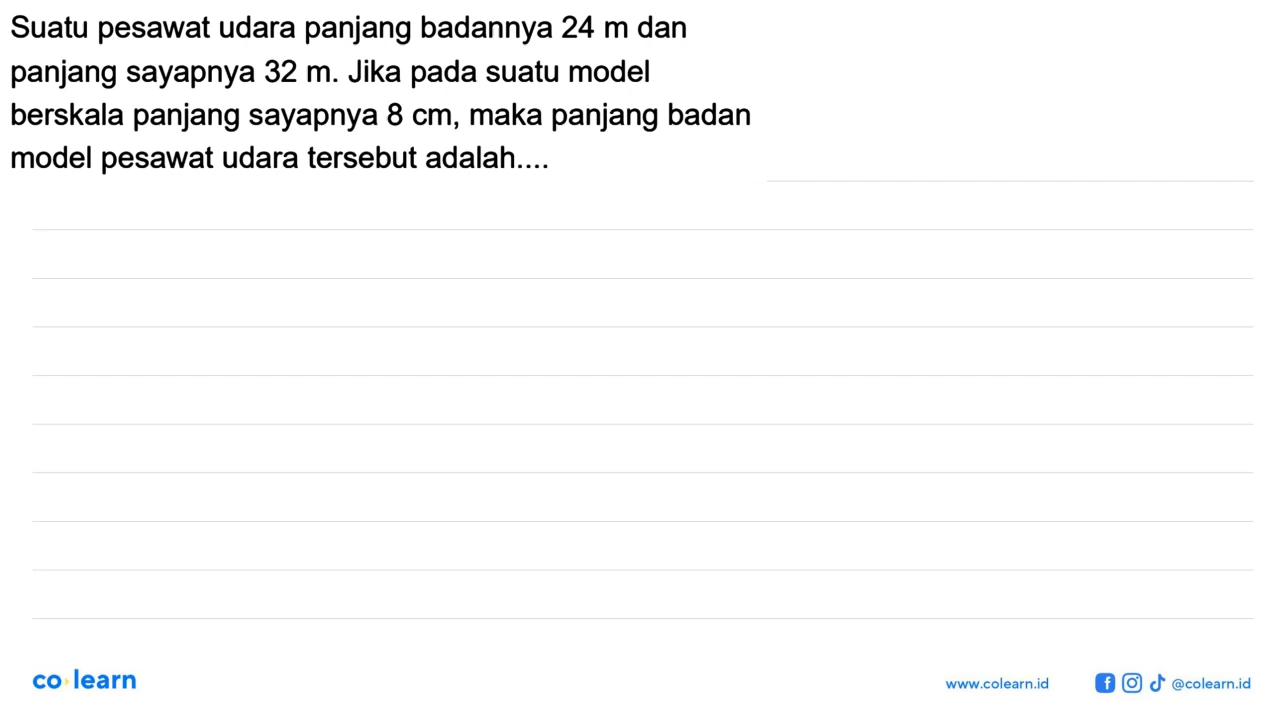 Suatu pesawat udara panjang badannya 24 m dan
panjang sayapnya 32 m. Jika pada suatu model
berskala panjang sayapnya 8 cm, maka panjang badan
model pesawat udara tersebut adalah....
co learn
www.colearn.id
@colearn.id